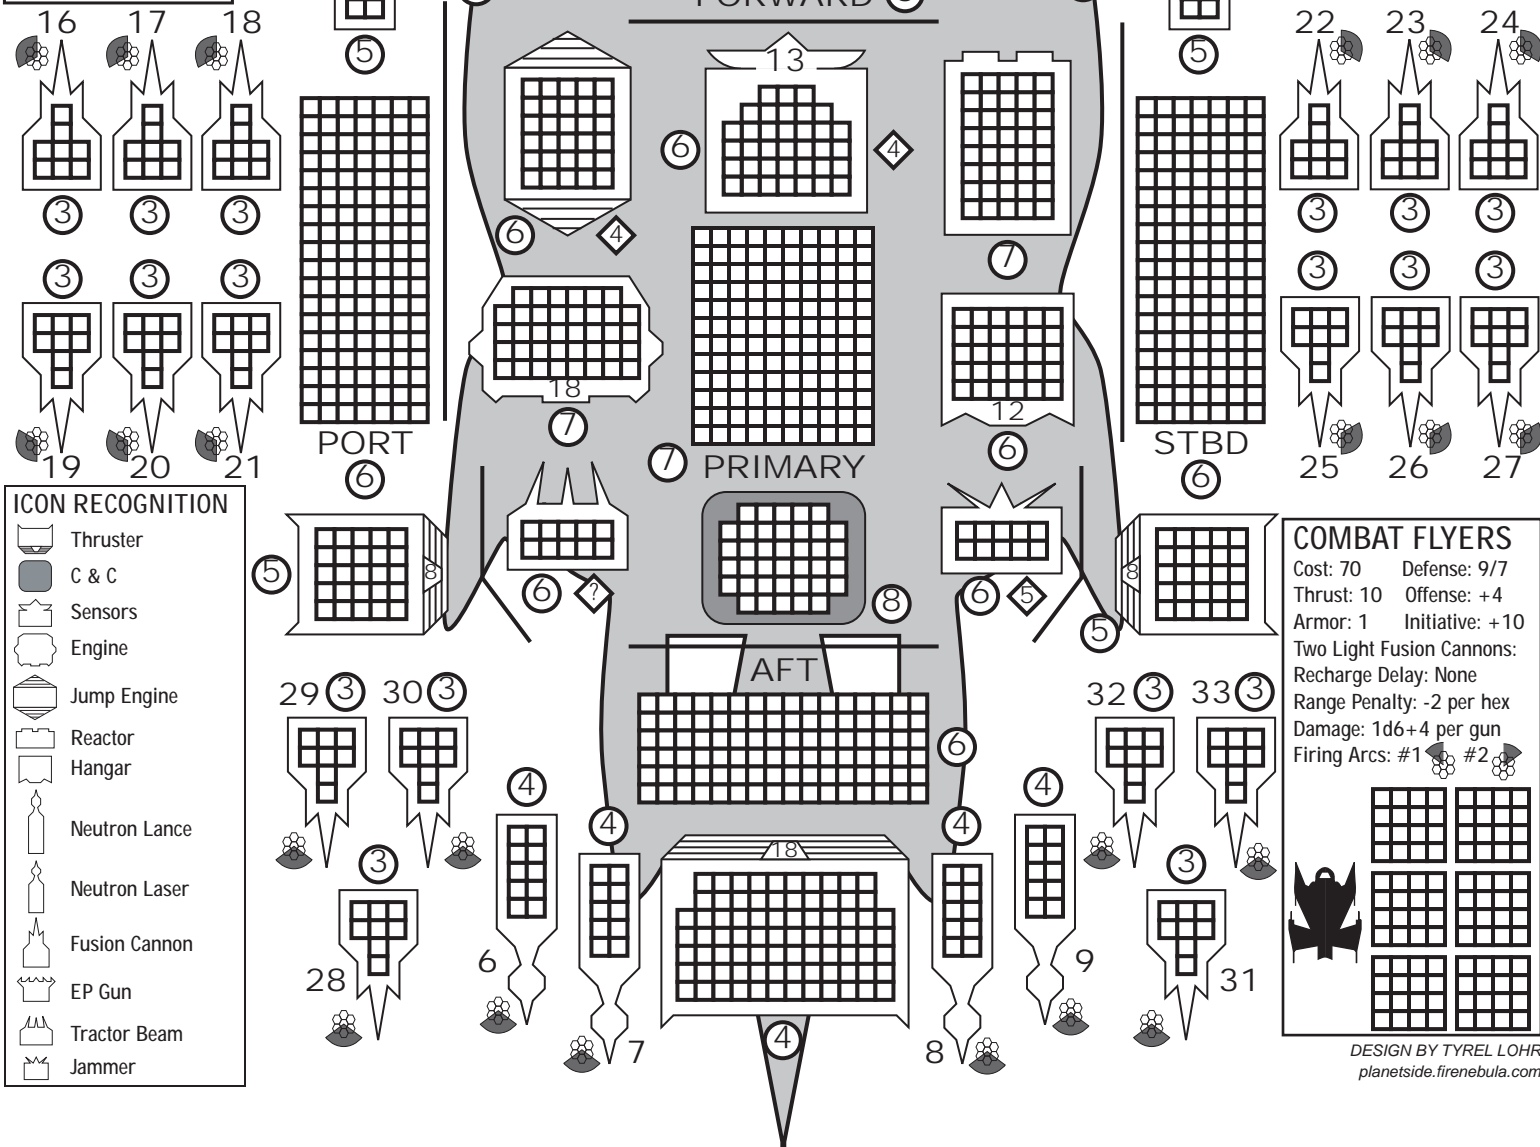 FORWARD
16 17 18
5
5
22 23 24
13
6
4
3 3 3
6
4
7
3 3 3
3 3 3
3 3 3
18
7
12
6
19 20 21
PORT
6
7
PRIMARY
STBD
6
25 26 27
ICON RECOGNITION
Thruster
C & C
Sensors
Engine
Jump Engine
Reactor
Hangar
Neutron Lance
Neutron Laser
Fusion Cannon
EP Gun
Tractor Beam
Jammer
5
8
6
?
8
6
5
8
5
COMBAT FLYERS
Cost: 70 Defense: 9/7
Thrust: 10 Offense: +4
Armor: 1 Initiative: +10
Two Light Fusion Cannons:
Recharge Delay: None
Range Penalty: -2 per hex
Damage: 1d6+4 per gun
Firing Arcs: #1 #2
AFT
29 3 30 3
32 3 33 3
6
4
4
4
4
3
18
3
28
6
9
31
7
4
8
DESIGN BY TYREL LOHR
planetside.firenebula.com